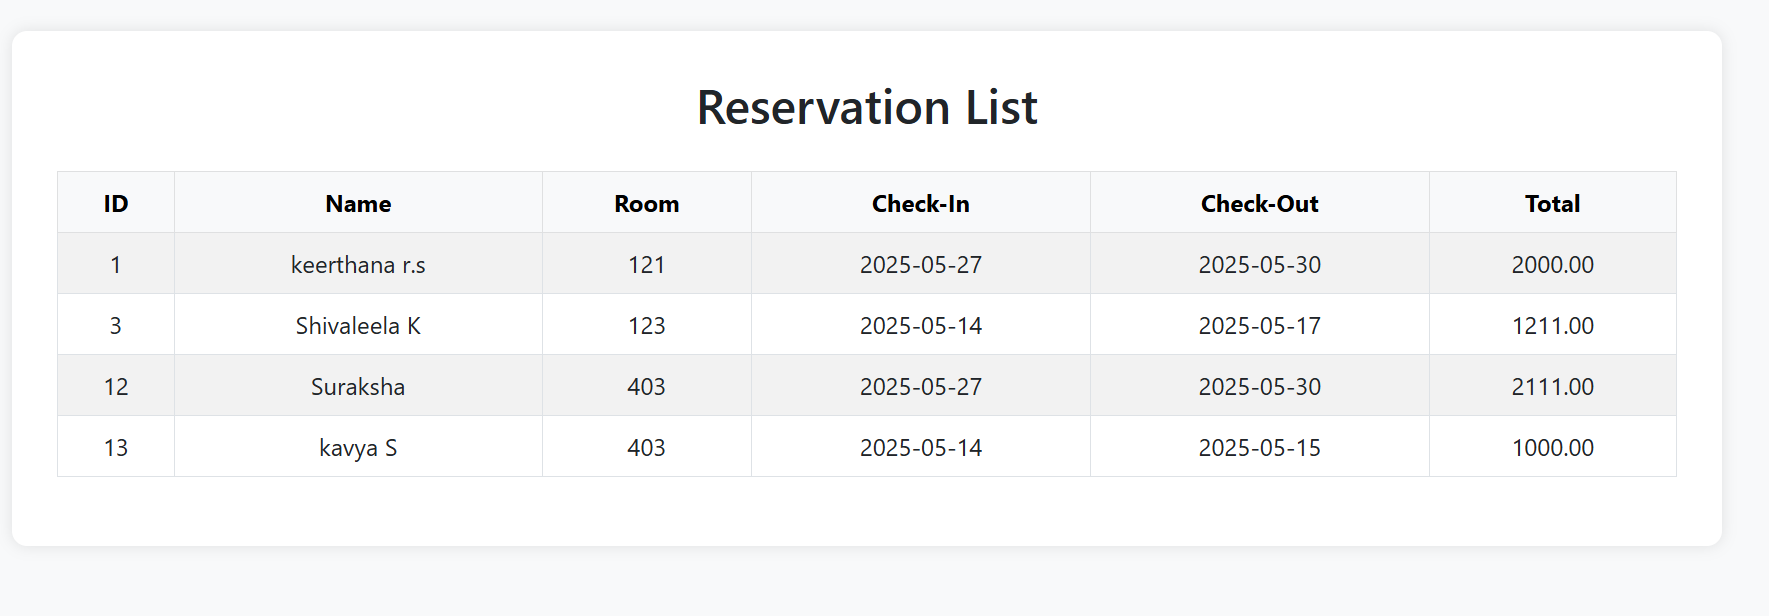 Reservation List
ID Name Room Check-In Check-Out Total
1 keerthana r.s 121 2025-05-27 2025-05-30 2000.00
3 Shivaleela K 123 2025-05-14 2025-05-17 1211.00
12 Suraksha 403 2025-05-27 2025-05-30 2111.00
13 kavya S 403 2025-05-14 2025-05-15 1000.00